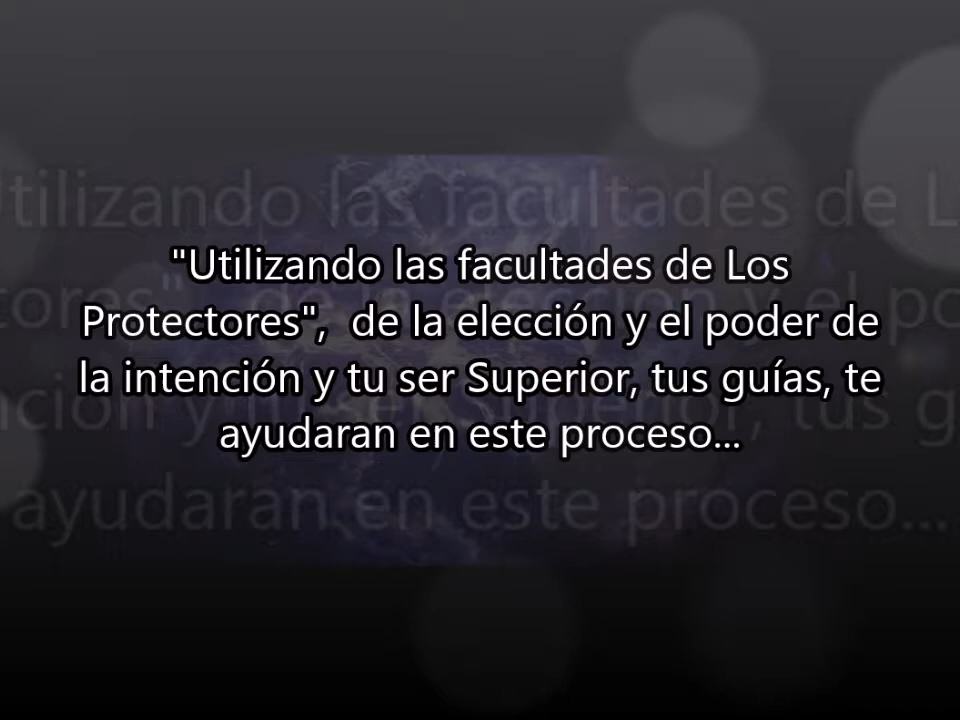 "Utilizando las facultades de Los
Protectores",  de la elección y el poder de
la intención y tu ser Superior, tus guías, te
ayudaran en este proceso...